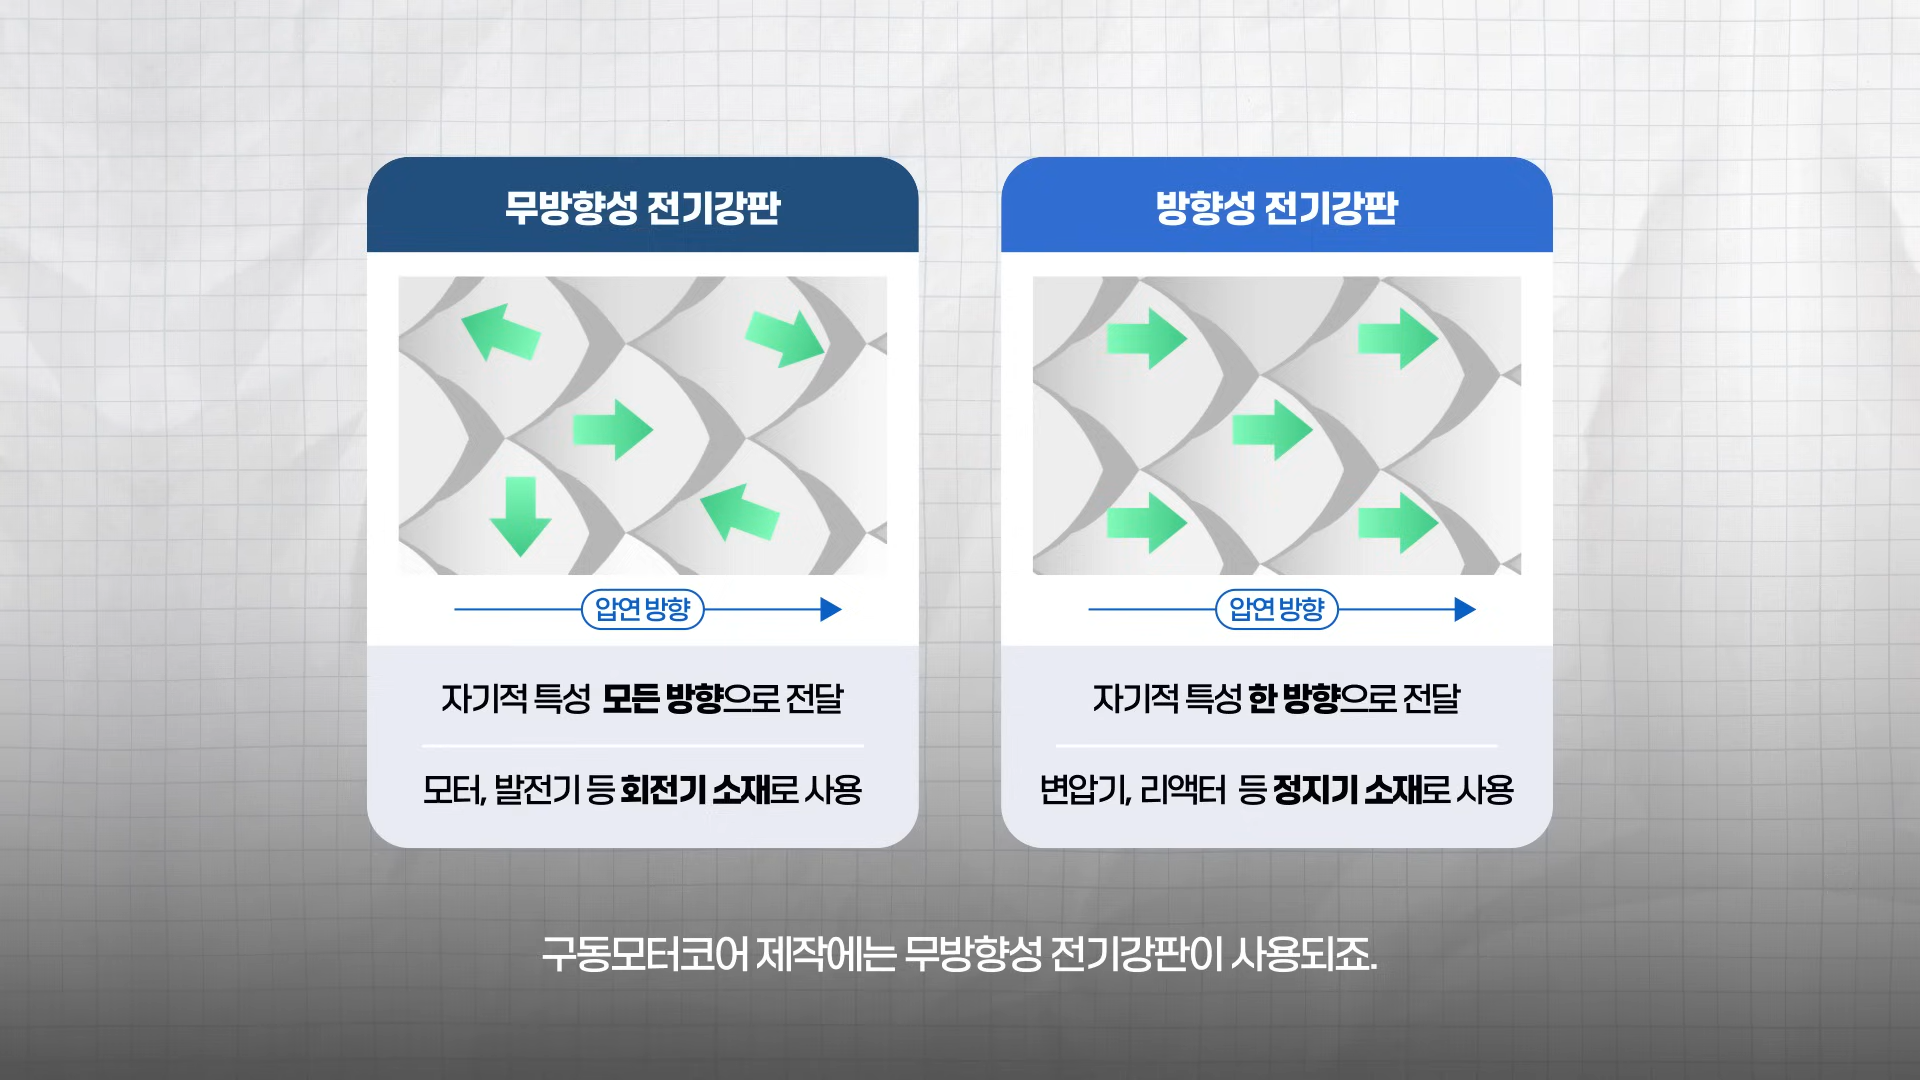 무방향성 전기강판
압연 방향
자기적 특성 모든 방향으로 전달
모터, 발전기 등 회전기 소재로 사용
방향성 전기강판
압연 방향
자기적 특성 한 방향으로 전달
변압기, 리액터 등 정지기 소재로 사용
구동모터코어 제작에는 무방향성 전기강판이 사용되죠.